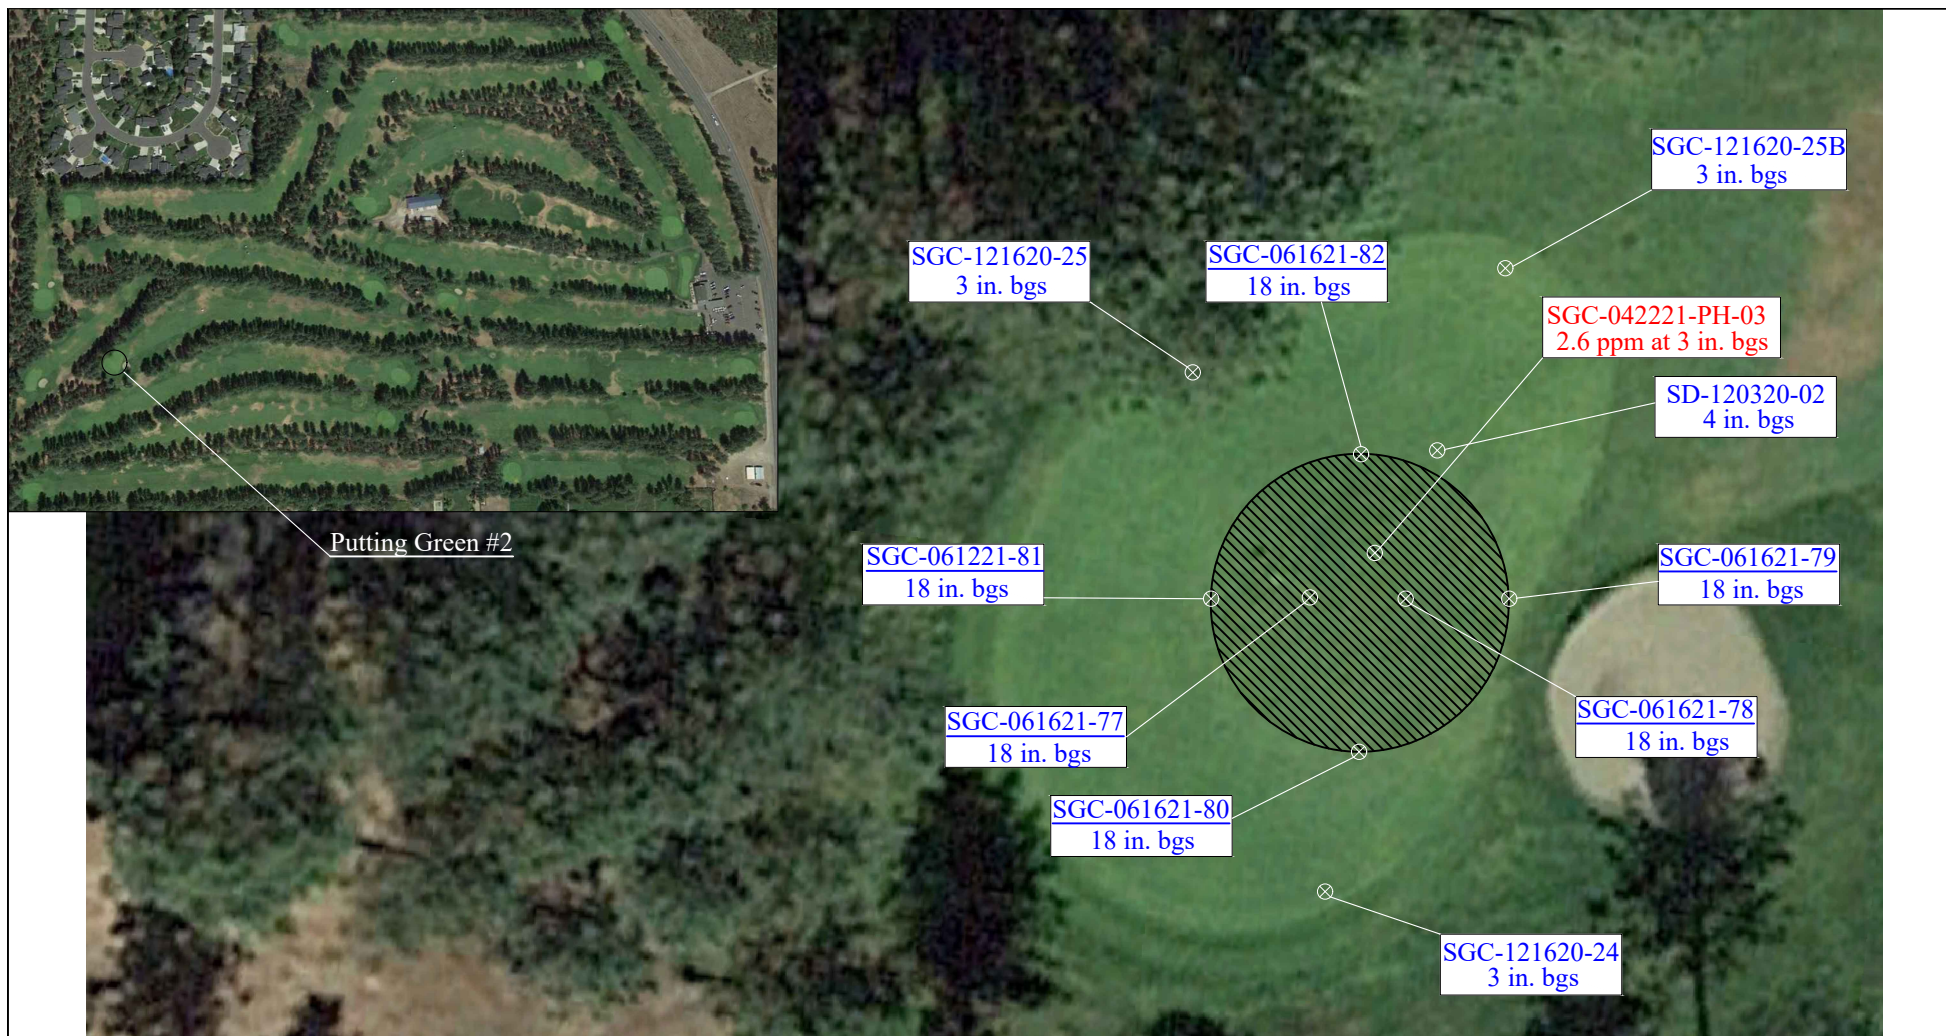 SGC-121620-25B
3 in. bgs
SGC-121620-25
3 in. bgs
SGC-061621-82
18 in. bgs
SGC-042221-PH-03
2.6 ppm at 3 in. bgs
SD-120320-02
4 in. bgs
Putting Green #2
SGC-061221-81
18 in. bgs
SGC-061621-79
18 in. bgs
SGC-061621-77
18 in. bgs
SGC-061621-78
18 in. bgs
SGC-061621-80
18 in. bgs
SGC-121620-24
3 in. bgs